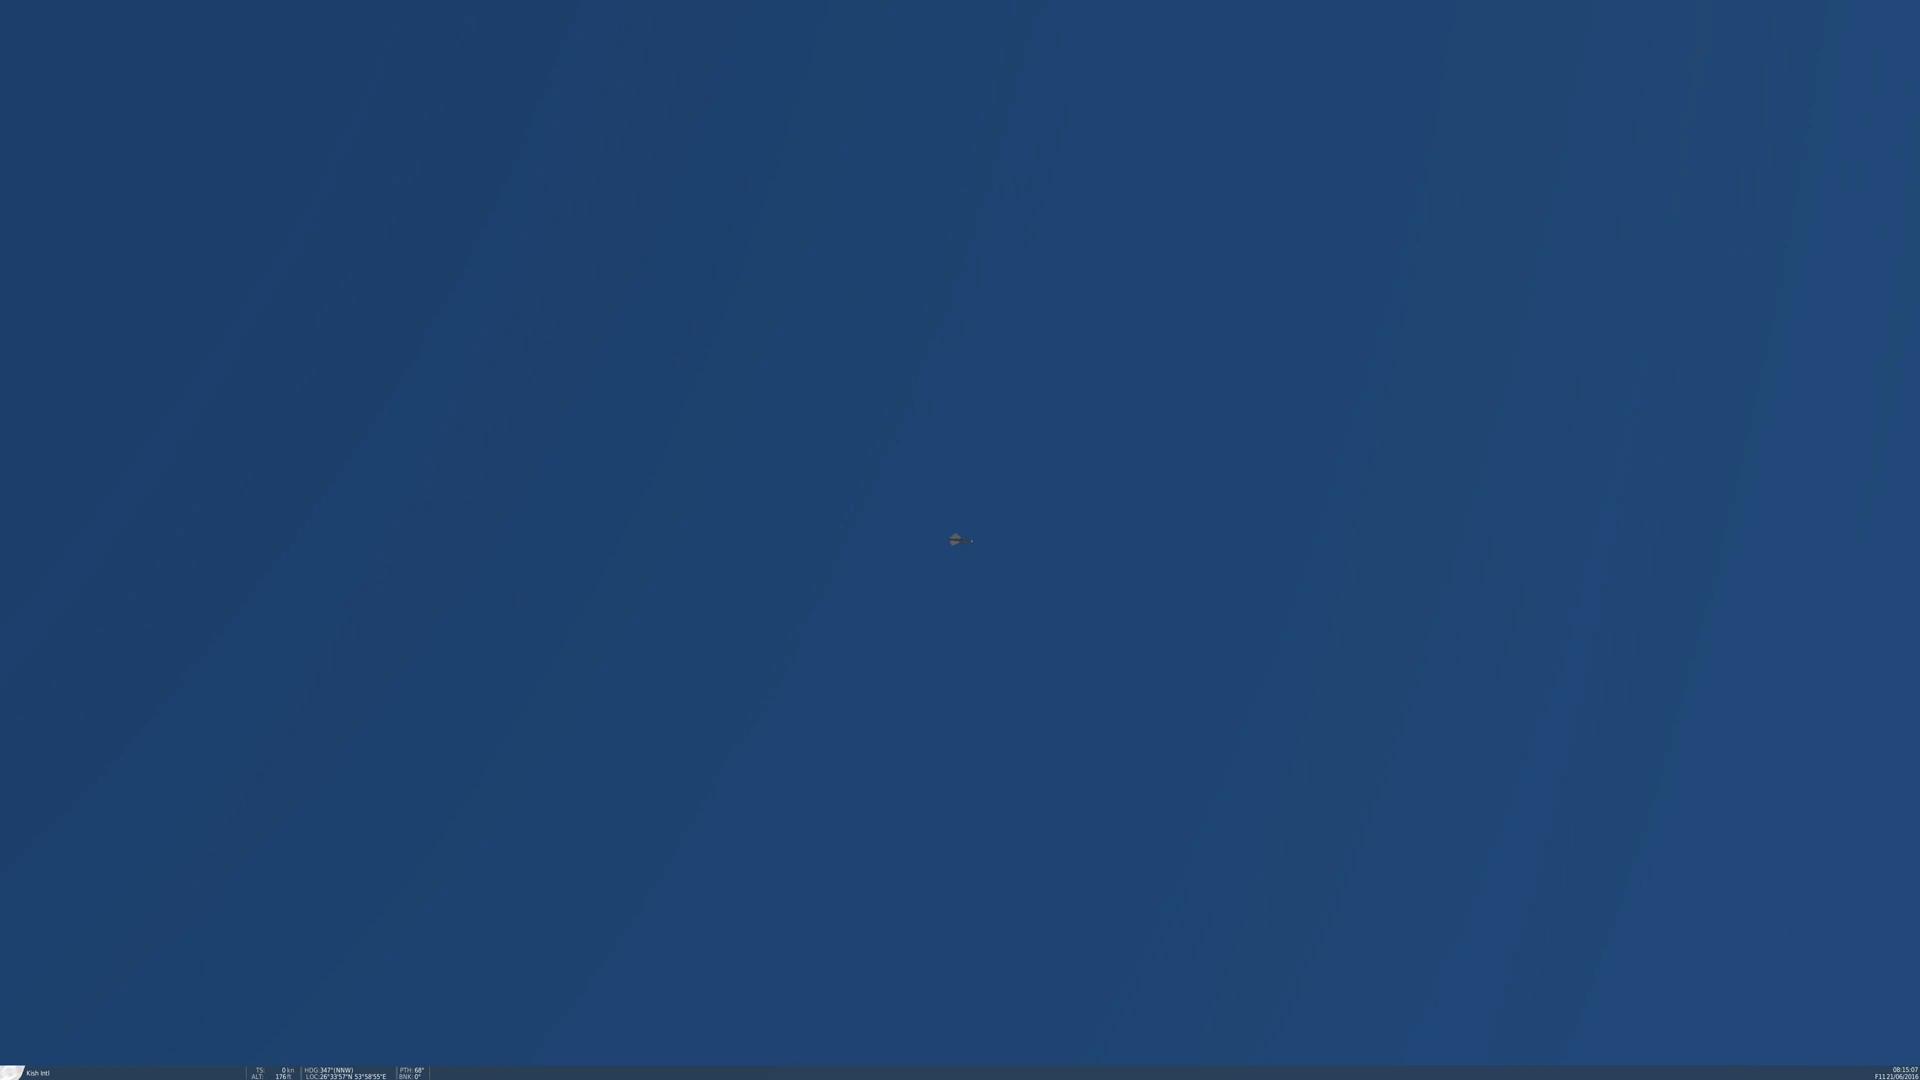 Kish Intl
TS: 0 kn
ALT: 176 ft
HDG: 347°(NNW)
LOC: 26°33'57"N 53°58'55"E
PTH: 68°
BNK: 0°
08:15:07
F11 21/06/2016